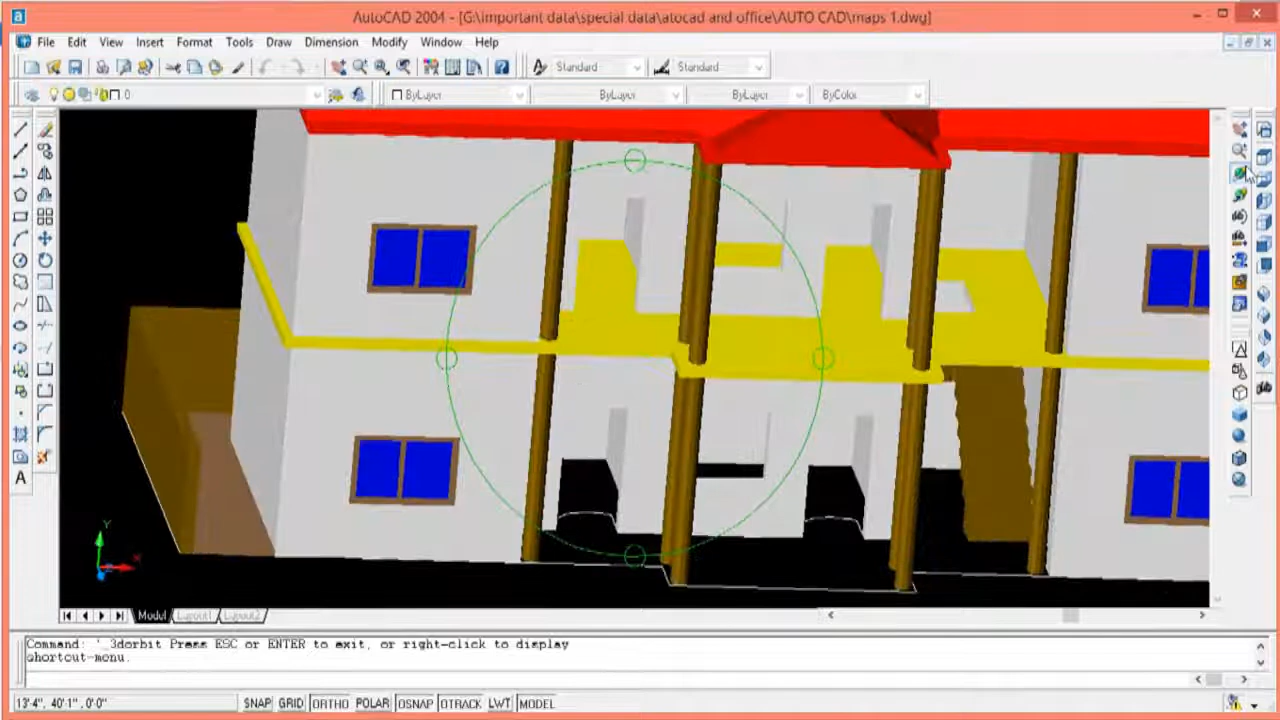 AutoCAD 2004 - [G:\important data\special data\atocad and office\AUTO CAD\maps 1.dwg]
File Edit View Insert Format Tools Draw Dimension Modify Window Help
Standard Standard
0 ByLayer ByLayer ByLayer ByColor
Y
X
Model Layout1 Layout2
Command: '_3dorbit Press ESC or ENTER to exit, or right-click to display
shortcut-menu.
13'-4", 40'-1" ,0'-0" SNAP GRID ORTHO POLAR OSNAP OTRACK LWT MODEL